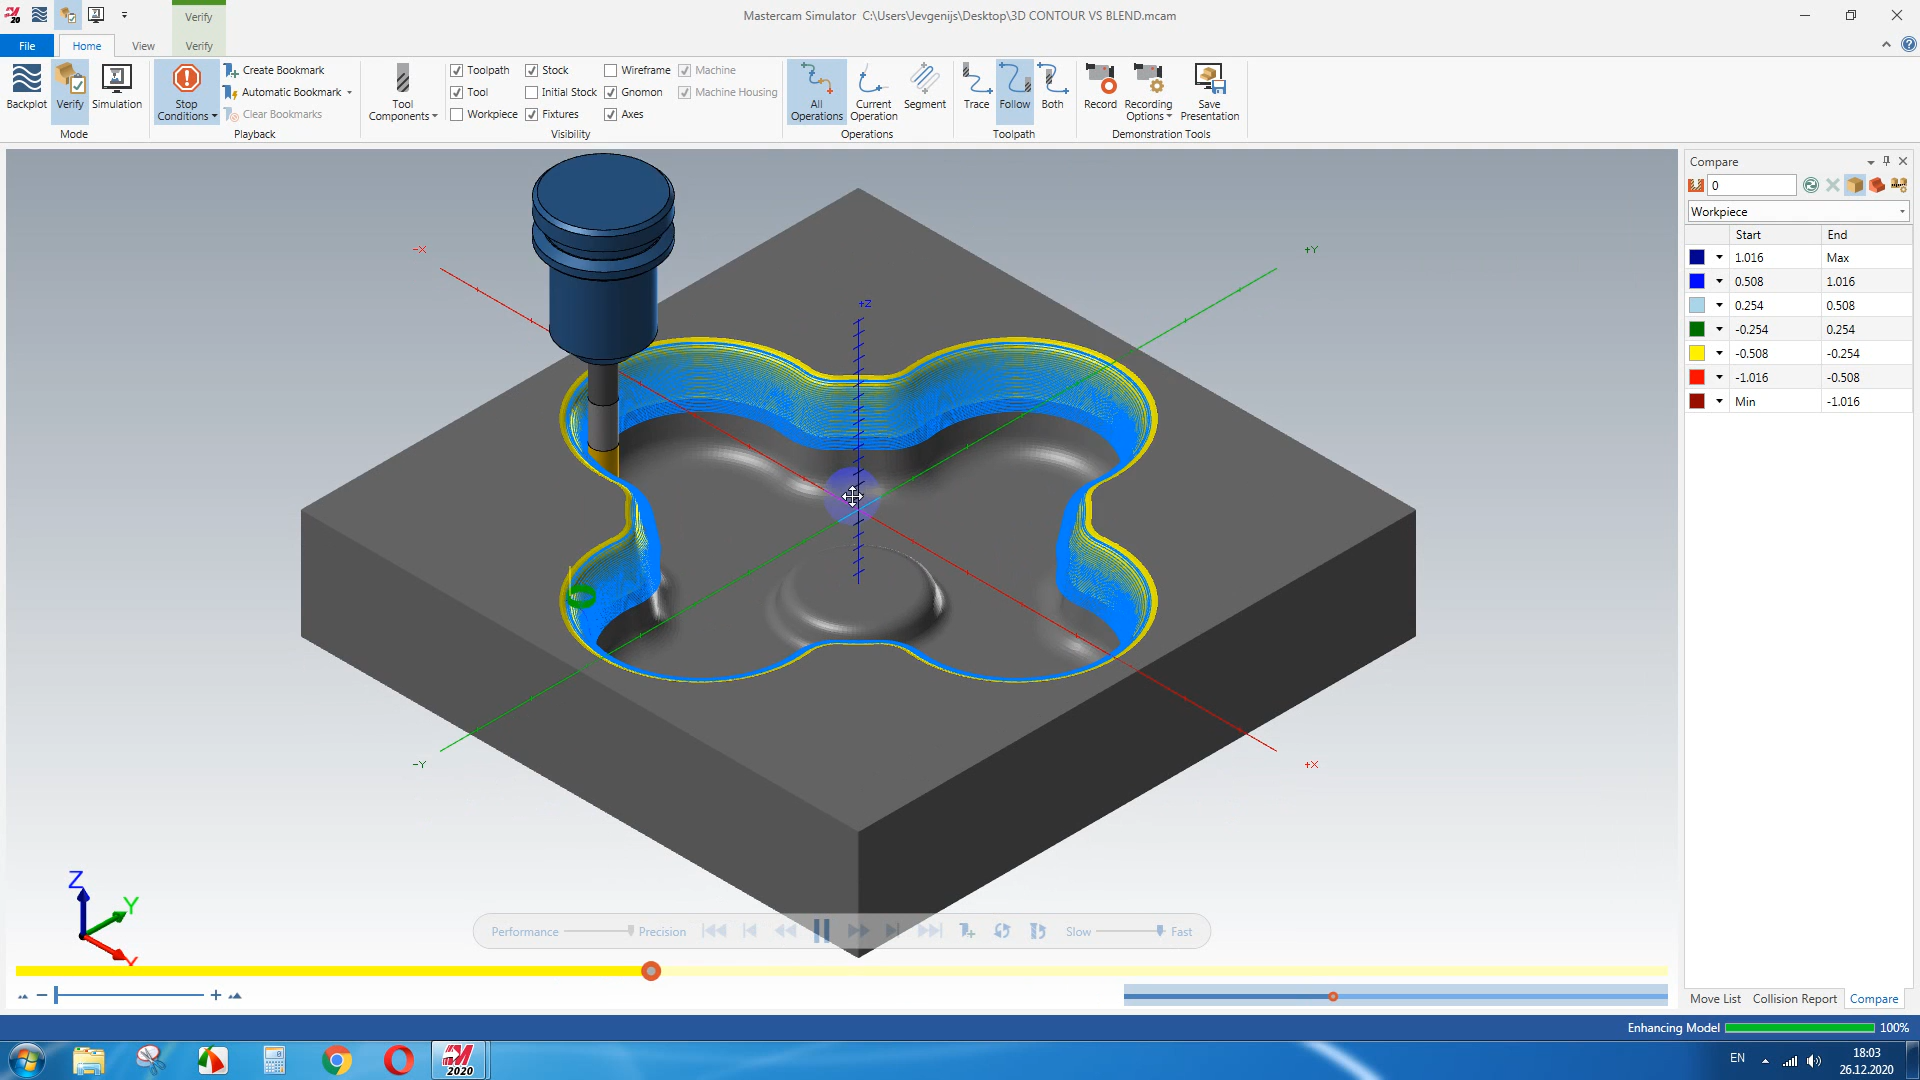 20
Verify
Mastercam Simulator  C:\Users\Jevgenijs\Desktop\3D CONTOUR VS BLEND.mcam
File Home View Verify
Backplot Verify Simulation
Mode
Stop Conditions
Create Bookmark
Automatic Bookmark
Clear Bookmarks
Playback
Tool Components
Toolpath Stock Wireframe Machine
Tool Initial Stock Gnomon Machine Housing
Workpiece Fixtures Axes
Visibility
All Operations Current Operation Segment
Operations
Trace Follow Both
Toolpath
Record Recording Options Save Presentation
Demonstration Tools
Compare
0
Workpiece
Start End
1.016 Max
0.508 1.016
0.254 0.508
-0.254 0.254
-0.508 -0.254
-1.016 -0.508
Min -1.016
-X
+Y
+Z
-Y
+X
Z
Y
X
Performance Precision Slow Fast
Move List Collision Report Compare
Enhancing Model 100%
2020
EN
18:03
26.12.2020